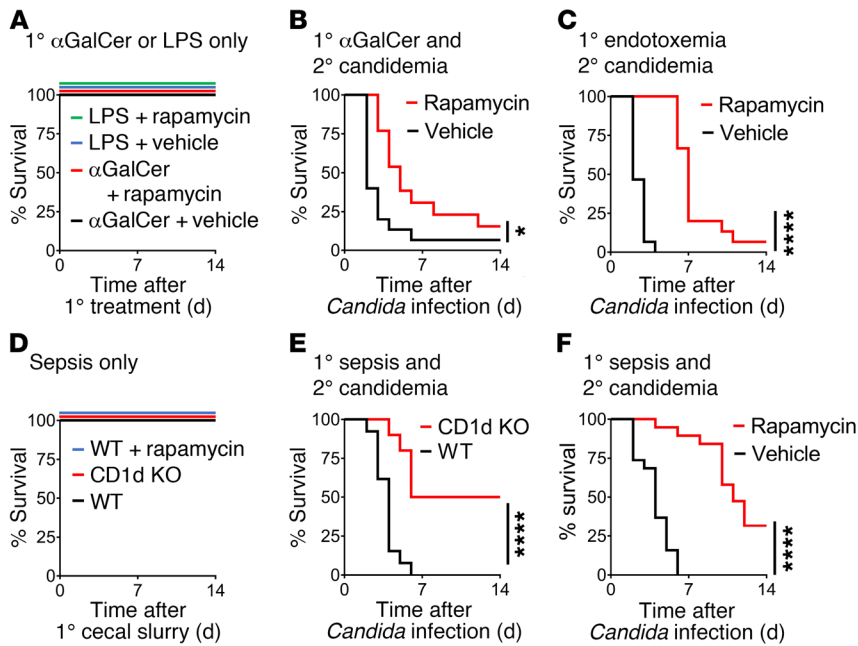 A
1° αGalCer or LPS only
% Survival
100
75
50
25
0
LPS + rapamycin
LPS + vehicle
αGalCer
+ rapamycin
αGalCer + vehicle
0 7 14
Time after
1° treatment (d)
B
1° αGalCer and
2° candidemia
% Survival
100
75
50
25
0
Rapamycin
Vehicle
*
0 7 14
Time after
Candida infection (d)
C
1° endotoxemia
2° candidemia
% Survival
100
75
50
25
0
Rapamycin
Vehicle
****
0 7 14
Time after
Candida infection (d)
D
Sepsis only
% Survival
100
75
50
25
0
WT + rapamycin
CD1d KO
WT
0 7 14
Time after
1° cecal slurry (d)
E
1° sepsis and
2° candidemia
% Survival
100
75
50
25
0
CD1d KO
WT
****
0 7 14
Time after
Candida infection (d)
F
1° sepsis and
2° candidemia
% survival
100
75
50
25
0
Rapamycin
Vehicle
****
0 7 14
Time after
Candida infection (d)